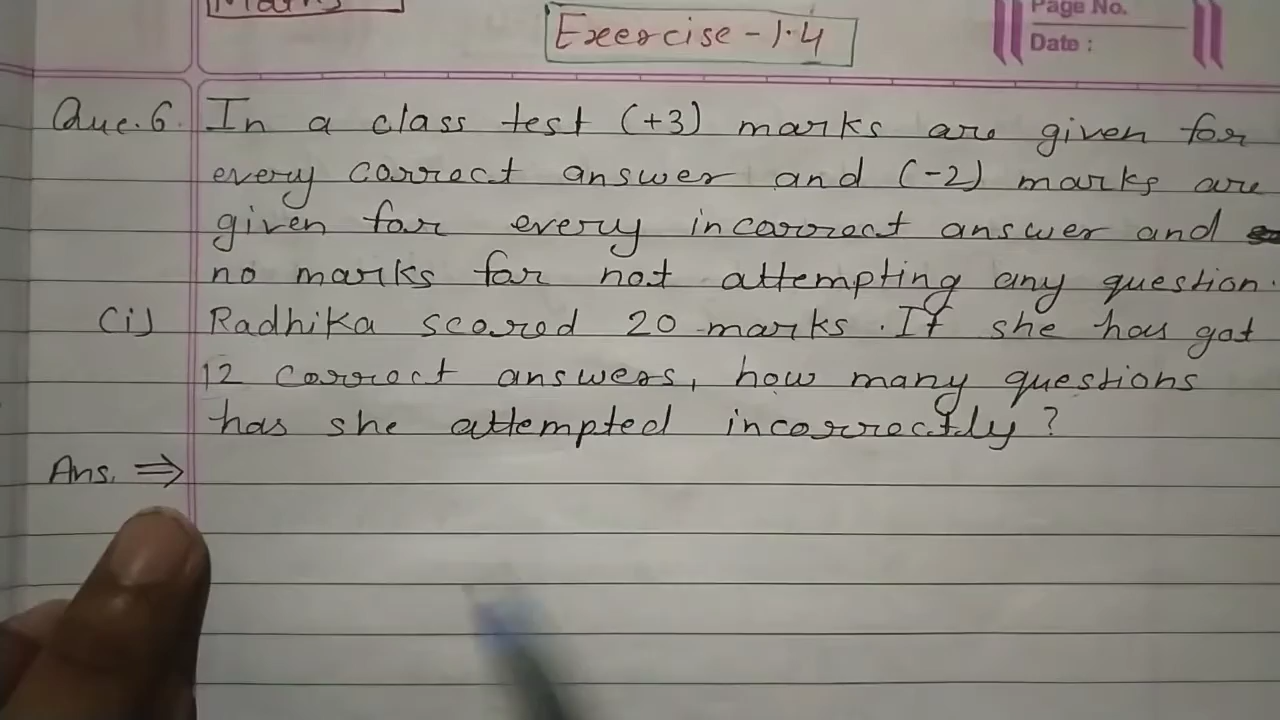 Maths
Exercise - 1.4
Page No.
Date :
Que. 6. In a class test (+3) marks are given for
every correct answer and (-2) marks are
given for every incorrect answer and
no marks for not attempting any question.
(i) Radhika scored 20 marks. If she has got
12 correct answers, how many questions
has she attempted incorrectly?
Ans. ⇒